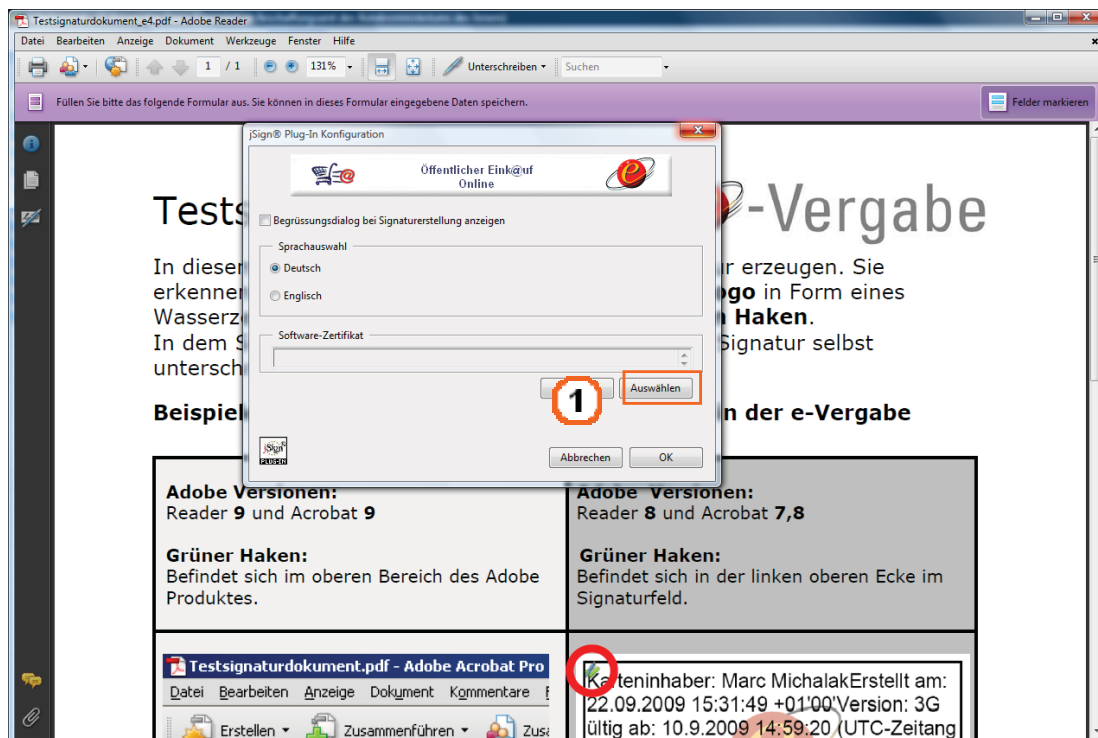 Testsignaturdokument_e4.pdf - Adobe Reader
Datei Bearbeiten Anzeige Dokument Werkzeuge Fenster Hilfe
1 / 1 131% Unterschreiben Suchen
Füllen Sie bitte das folgende Formular aus. Sie können in dieses Formular eingegebene Daten speichern.
Felder markieren
jSign® Plug-In Konfiguration
Öffentlicher Eink@uf
Online
Begrüssungsdialog bei Signaturerstellung anzeigen
Sprachauswahl
Deutsch
Englisch
Software-Zertifikat
1
Auswählen
jSign®
PLUG-IN
Abbrechen OK
-Vergabe
In dieser r erzeugen. Sie
ogo in Form eines
Haken.
In dem Signatur selbst
untersch
Beispiel n der e-Vergabe
Adobe Versionen:
Reader 9 und Acrobat 9
Grüner Haken:
Befindet sich im oberen Bereich des Adobe
Produktes.
Adobe Versionen:
Reader 8 und Acrobat 7,8
Grüner Haken:
Befindet sich in der linken oberen Ecke im
Signaturfeld.
Testsignaturdokument.pdf - Adobe Acrobat Pro
Datei Bearbeiten Anzeige Dokument Kommentare
Erstellen Zusammenführen Zusa
Karteninhaber: Marc MichalakErstellt am:
22.09.2009 15:31:49 +01'00'Version: 3G
ültig ab: 10.9.2009 14:59:20 (UTC-Zeitang